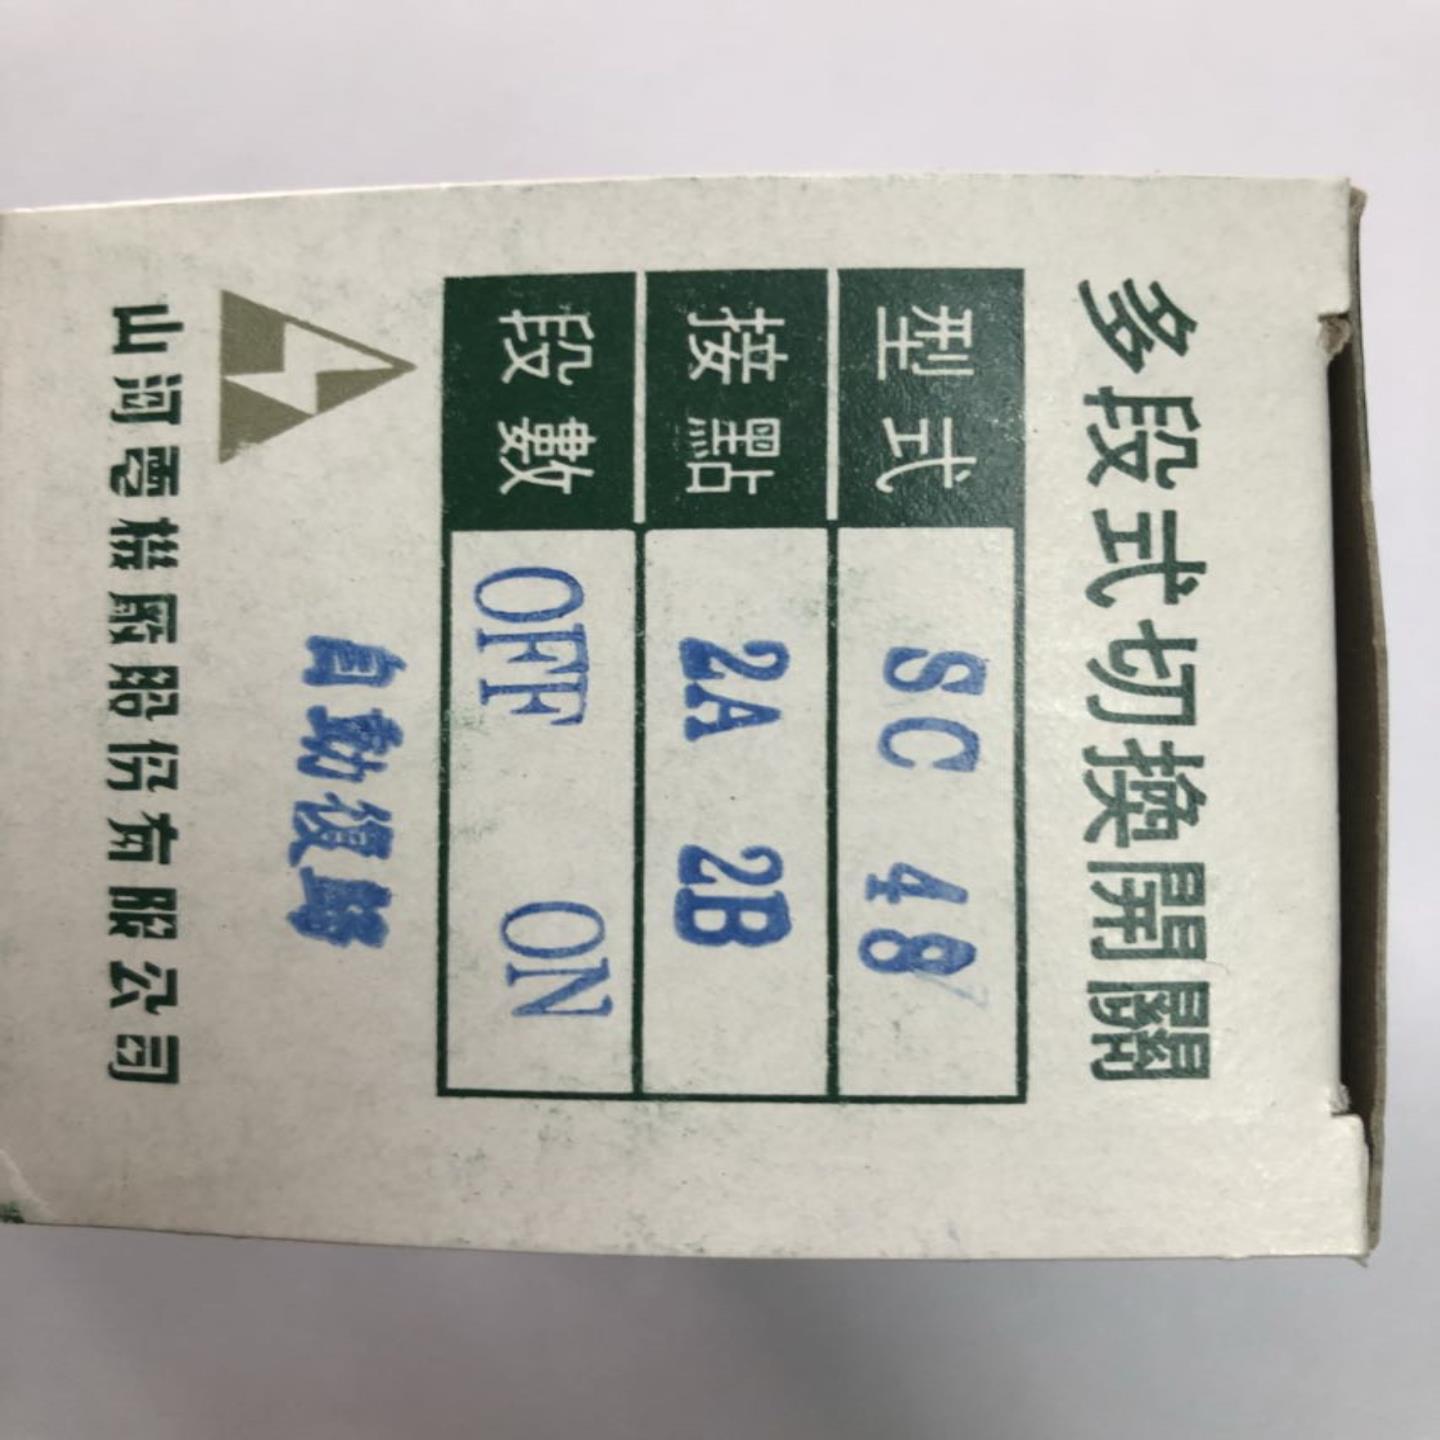 多段式切換開關
型式 SC 48
接點 2A 2B
段數 OFF ON
自動復歸
山河電機股份有限公司